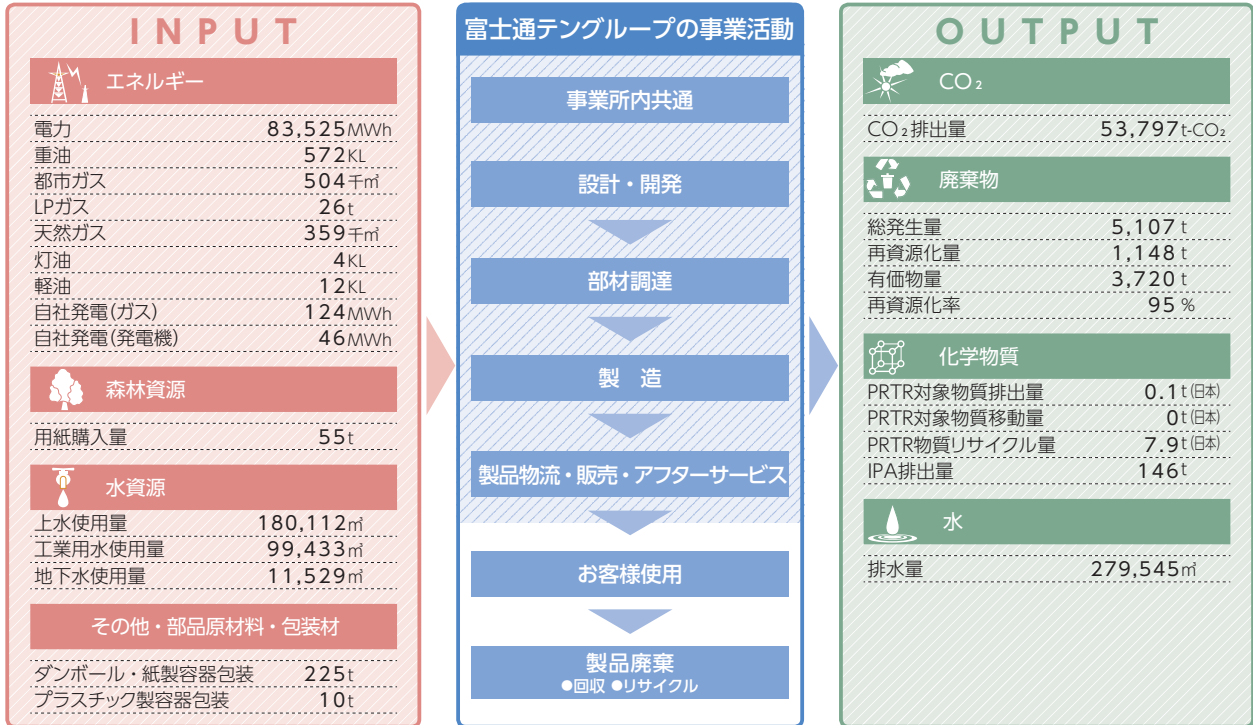 INPUT
エネルギー
電力 83,525MWh
重油 572KL
都市ガス 504千㎥
LPガス 26t
天然ガス 359千㎥
灯油 4KL
軽油 12KL
自社発電(ガス) 124MWh
自社発電(発電機) 46MWh
森林資源
用紙購入量 55t
水資源
上水使用量 180,112㎥
工業用水使用量 99,433㎥
地下水使用量 11,529㎥
その他・部品原材料・包装材
ダンボール・紙製容器包装 225t
プラスチック製容器包装 10t
富士通テングループの事業活動
事業所内共通
設計・開発
部材調達
製 造
製品物流・販売・アフターサービス
お客様使用
製品廃棄
●回収 ●リサイクル
OUTPUT
CO₂
CO₂排出量 53,797t-CO₂
廃棄物
総発生量 5,107 t
再資源化量 1,148 t
有価物量 3,720 t
再資源化率 95 %
化学物質
PRTR対象物質排出量 0.1t(日本)
PRTR対象物質移動量 0t(日本)
PRTR物質リサイクル量 7.9t(日本)
IPA排出量 146t
水
排水量 279,545㎥